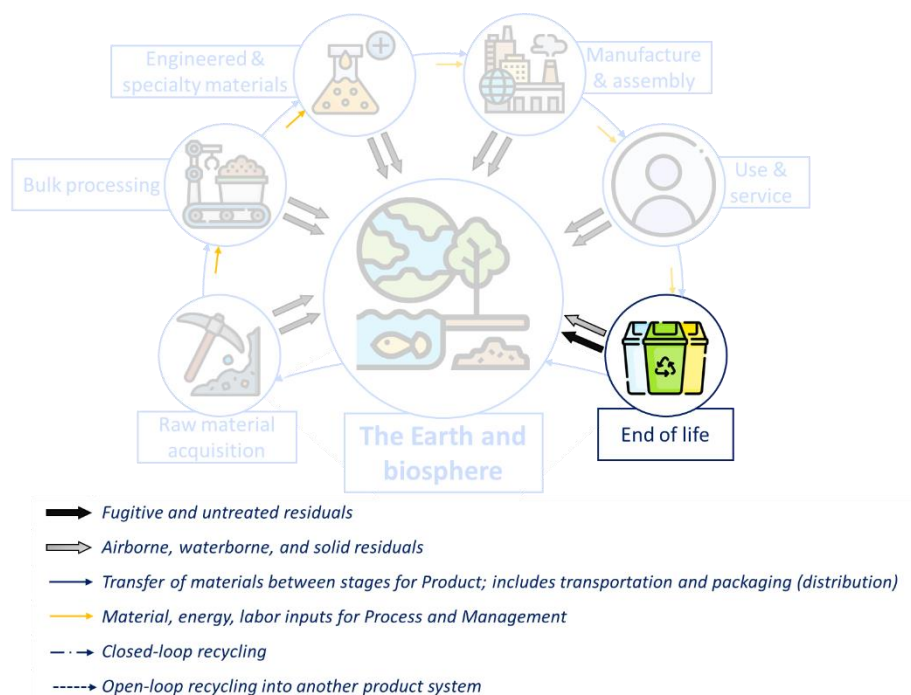 Engineered &
specialty materials
Manufacture
& assembly
Bulk processing
Use &
service
Raw material
acquisition
The Earth and
biosphere
End of life
Fugitive and untreated residuals
Airborne, waterborne, and solid residuals
Transfer of materials between stages for Product; includes transportation and packaging (distribution)
Material, energy, labor inputs for Process and Management
Closed-loop recycling
Open-loop recycling into another product system